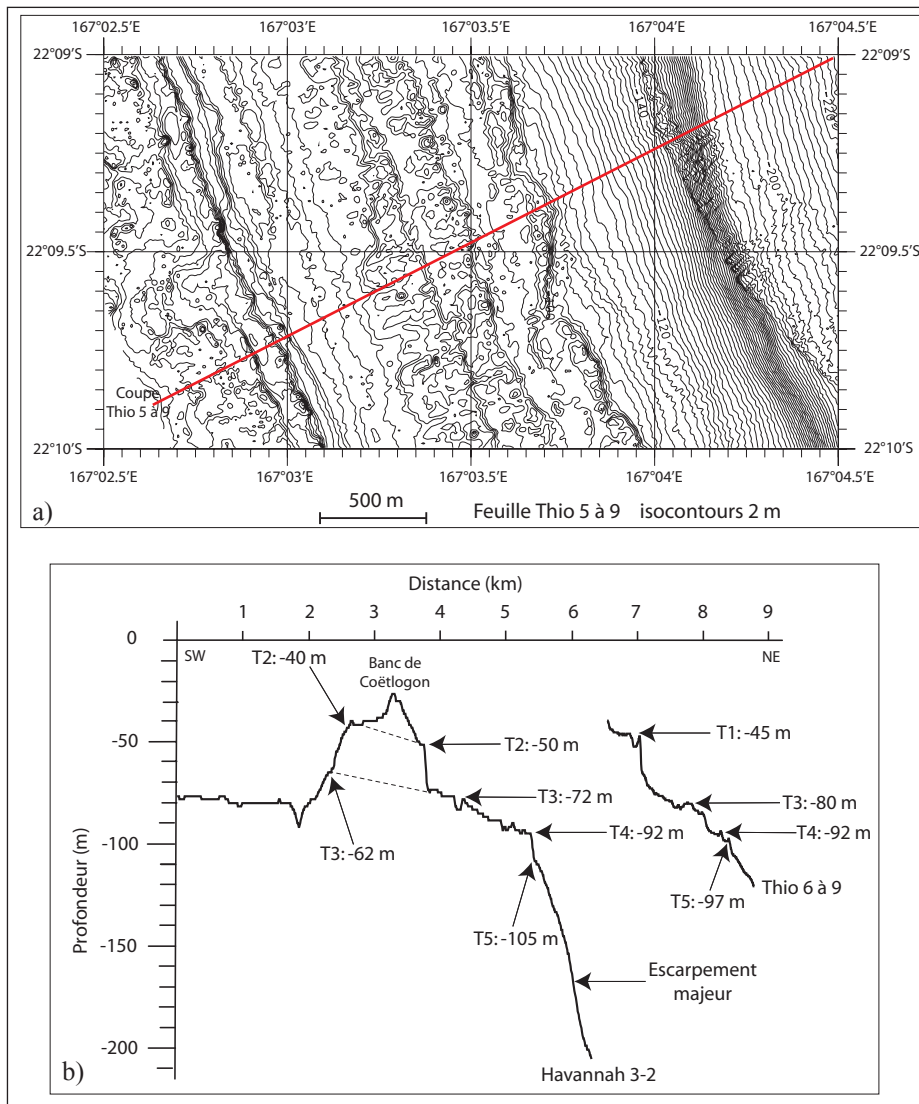 167°02.5'E 167°03'E 167°03.5'E 167°04'E 167°04.5'E
22°09'S 22°09'S
-40
-220
-200
22°09.5'S 22°09.5'S
-120
Coupe
Thio 5 à 9
22°10'S 22°10'S
167°02.5'E 167°03'E 167°03.5'E 167°04'E 167°04.5'E
500 m
a) Feuille Thio 5 à 9 isocontours 2 m
Distance (km)
1 2 3 4 5 6 7 8 9
0
SW T2: -40 m Banc de NE
Coëtlogon
T1: -45 m
-50
T2: -50 m
T3: -72 m T3: -80 m
T4: -92 m T4: -92 m
-100
T3: -62 m
Thio 6 à 9
T5: -97 m
T5: -105 m
Profondeur (m)
-150
Escarpement
majeur
-200
b) Havannah 3-2